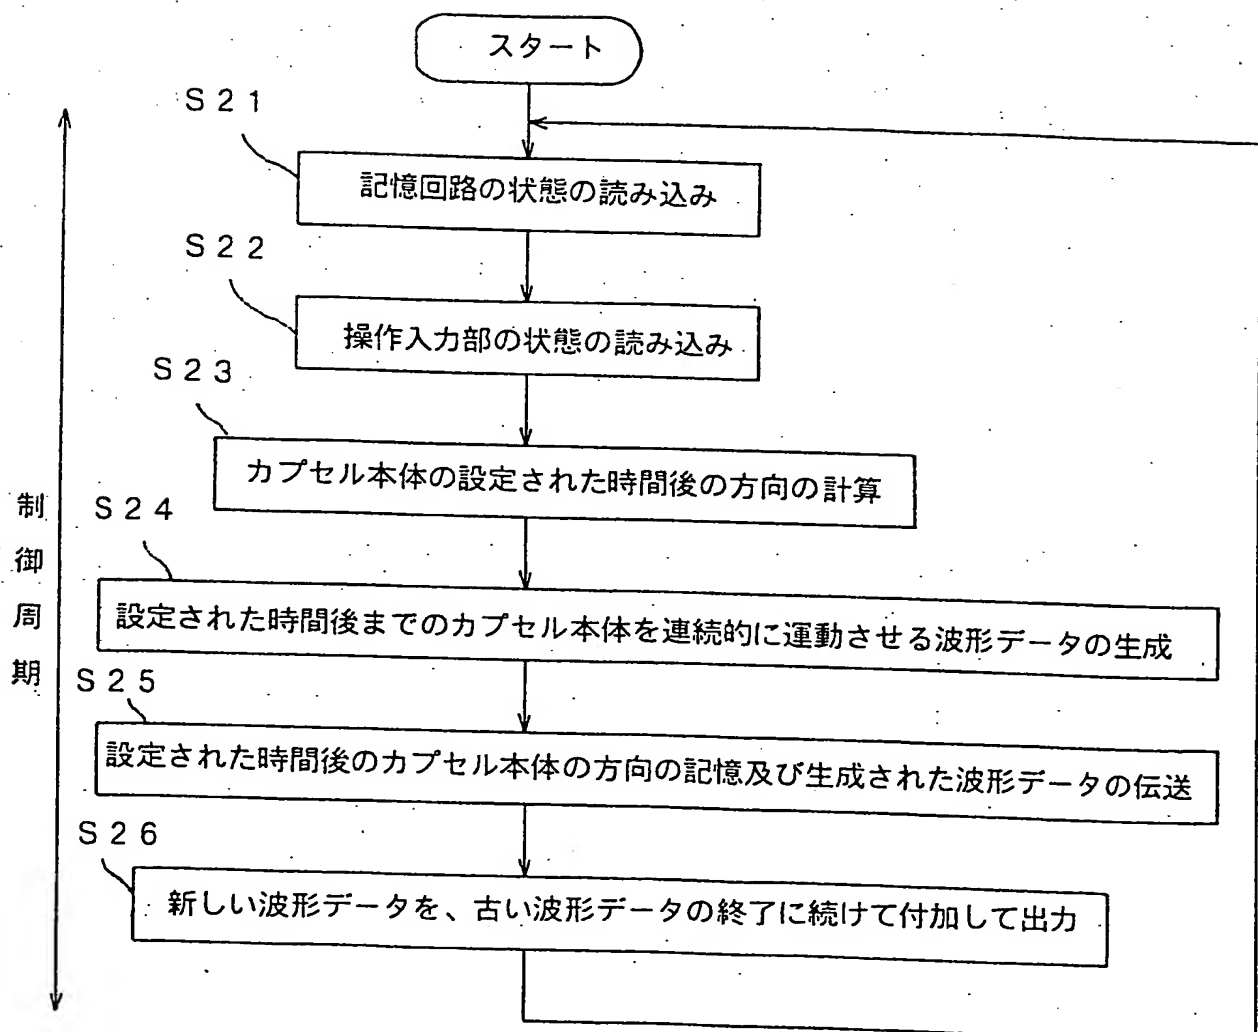 スタート
S21
記憶回路の状態の読み込み
S22
操作入力部の状態の読み込み
S23
カプセル本体の設定された時間後の方向の計算
制御周期
S24
設定された時間後までのカプセル本体を連続的に運動させる波形データの生成
S25
設定された時間後のカプセル本体の方向の記憶及び生成された波形データの伝送
S26
新しい波形データを、古い波形データの終了に続けて付加して出力